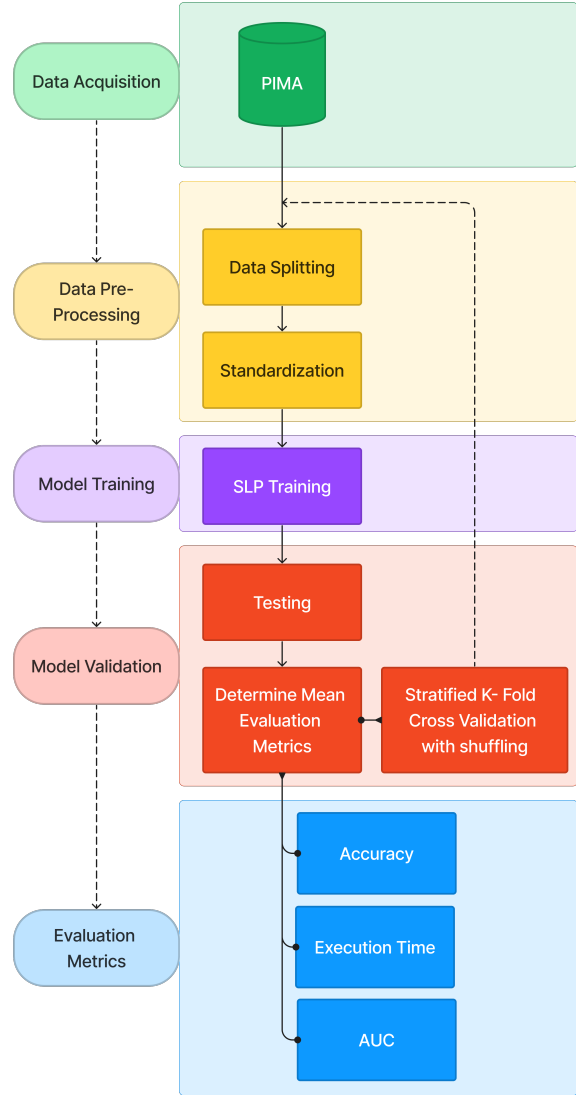 Data Acquisition
PIMA
Data Pre-
Processing
Data Splitting
Standardization
Model Training
SLP Training
Model Validation
Testing
Determine Mean
Evaluation
Metrics
Stratified K- Fold
Cross Validation
with shuffling
Evaluation
Metrics
Accuracy
Execution Time
AUC